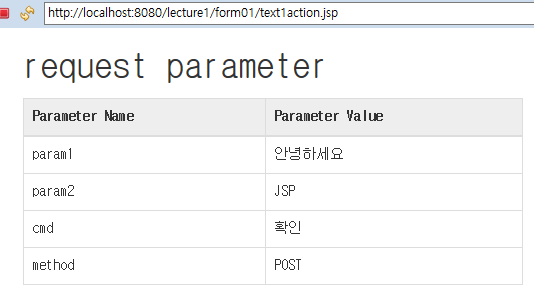 http://localhost:8080/lecture1/form01/text1action.jsp
request parameter
Parameter Name Parameter Value
param1 안녕하세요
param2 JSP
cmd 확인
method POST